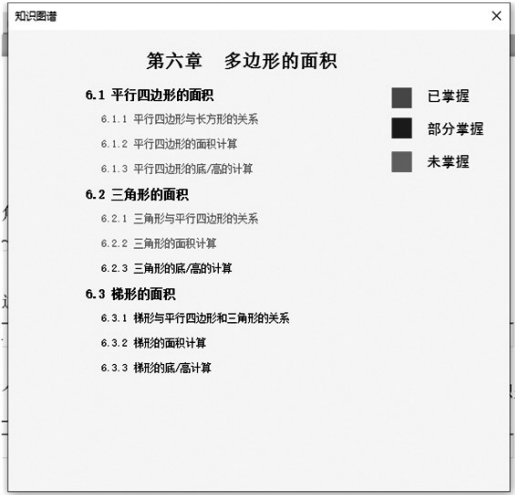 知识图谱
第六章 多边形的面积
6.1 平行四边形的面积
6.1.1 平行四边形与长方形的关系
6.1.2 平行四边形的面积计算
6.1.3 平行四边形的底/高的计算
6.2 三角形的面积
6.2.1 三角形与平行四边形的关系
6.2.2 三角形的面积计算
6.2.3 三角形的底/高的计算
6.3 梯形的面积
6.3.1 梯形与平行四边形和三角形的关系
6.3.2 梯形的面积计算
6.3.3 梯形的底/高计算
已掌握
部分掌握
未掌握